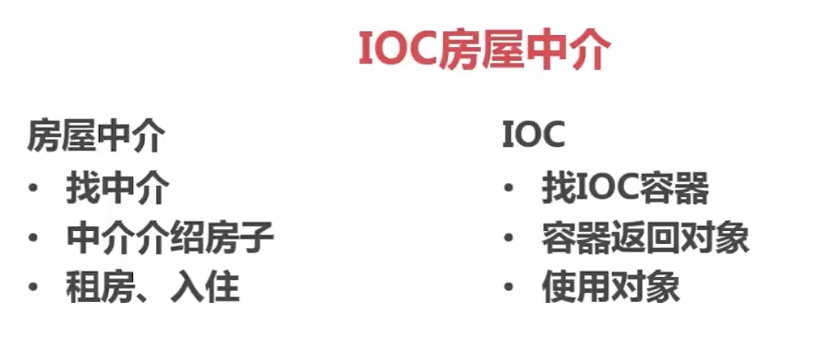 IOC房屋中介
房屋中介
• 找中介
• 中介介绍房子
• 租房、入住
IOC
• 找IOC容器
• 容器返回对象
• 使用对象